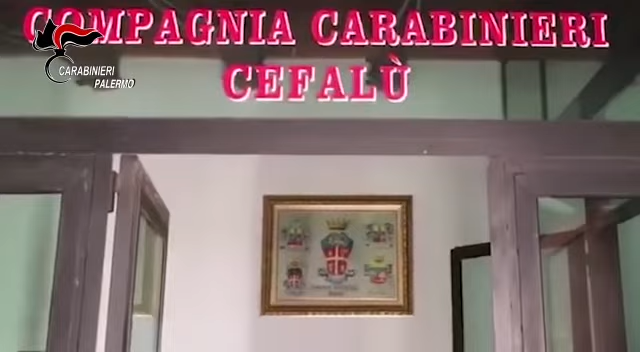 COMPAGNIA CARABINIERI
CEFALÙ
CARABINIERI
PALERMO